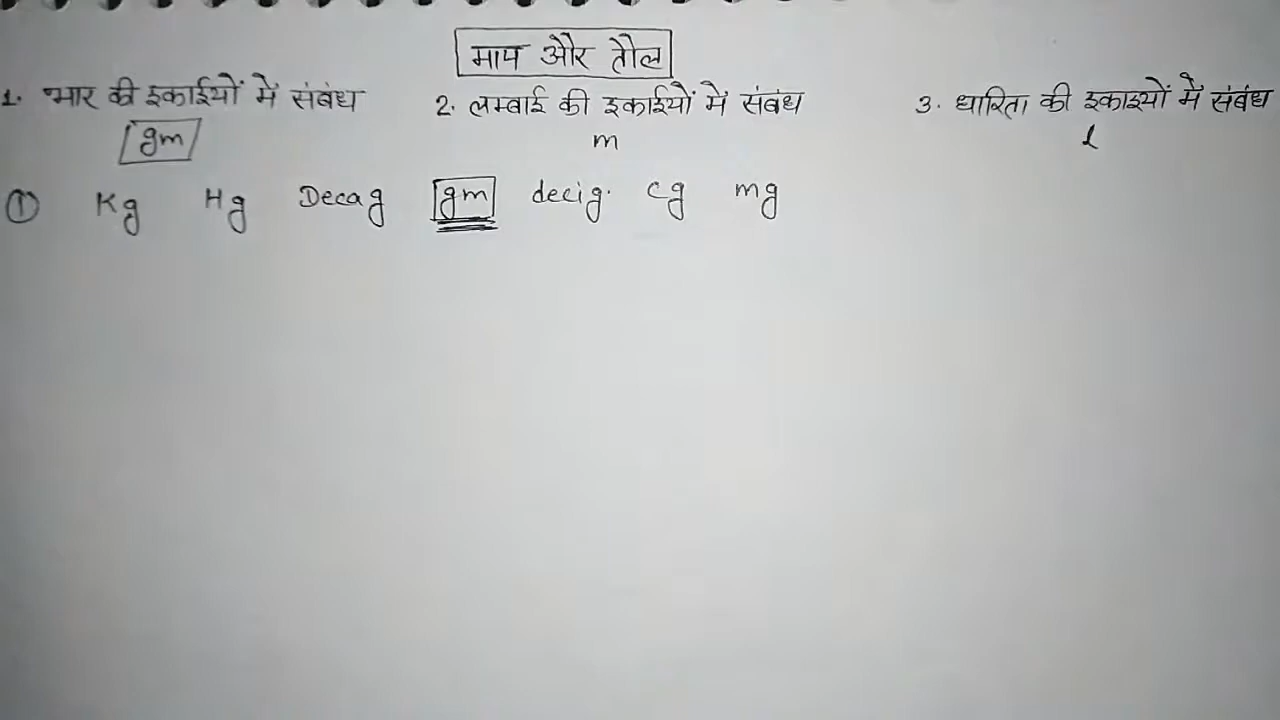 माप और तौल
1. भार की इकाईयों में संबंध 2. लम्बाई की इकाईयों में संबंध 3. धारिता की इकाइयों में संबंध
gm m l
① Kg Hg Decag gm decig. cg mg